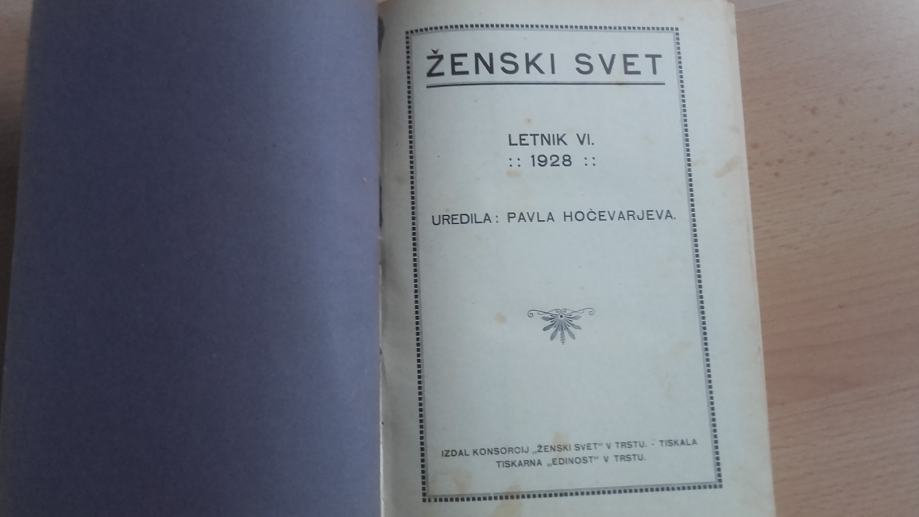 ŽENSKI SVET
LETNIK VI.
:: 1928 ::
UREDILA: PAVLA HOČEVARJEVA.
IZDAL KONSORCIJ „ŽENSKI SVET" V TRSTU. - TISKALA
TISKARNA „EDINOST" V TRSTU.